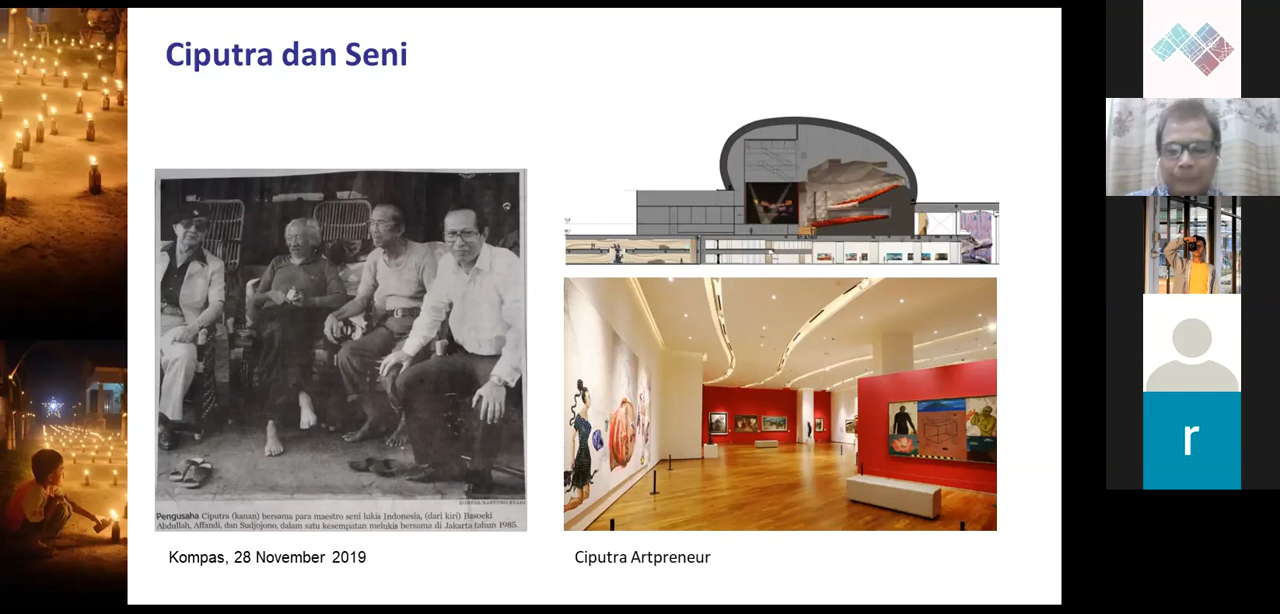 Ciputra dan Seni
Pengusaha Ciputra (kanan) bersama para maestro seni lukis Indonesia, (dari kiri) Basoeki
Abdullah, Affandi, dan Sudjojono, dalam satu kesempatan melukis bersama di Jakarta tahun 1985.
Kompas, 28 November 2019
Ciputra Artpreneur
r